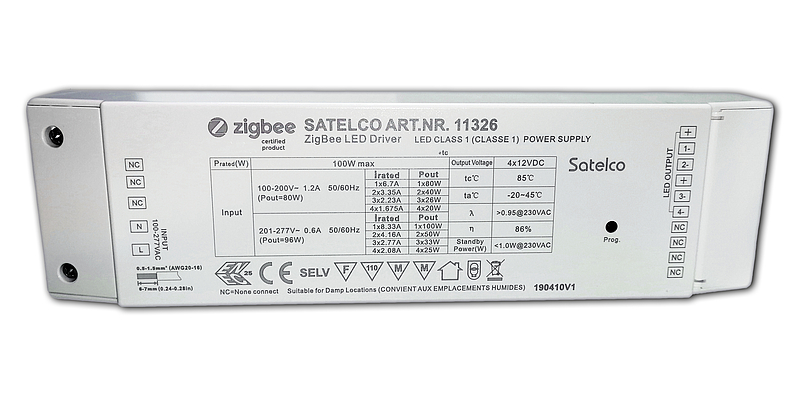 zigbee
certified
product
SATELCO ART.NR. 11326
ZigBee LED Driver LED CLASS 1 (CLASSE 1) POWER SUPPLY
+tc
Prated(W) 100W max Output Voltage 4x12VDC
Input
100-200V~ 1.2A 50/60Hz
(Pout=80W)
Irated Pout
1x6.7A 1x80W
2x3.35A 2x40W
3x2.23A 3x26W
4x1.675A 4x20W
201-277V~ 0.6A 50/60Hz
(Pout=96W)
Irated Pout
1x8.33A 1x100W
2x4.16A 2x50W
3x2.77A 3x33W
4x2.08A 4x25W
tc℃ 85℃
ta℃ -20~45℃
λ >0.95@230VAC
η 86%
Standby
Power(W) <1.0W@230VAC
Satelco
Prog.
NC
NC
NC
N
L
INPUT
100-277VAC
0.5-1.5mm² (AWG20-16)
6-7mm (0.24-0.28in)
LED OUTPUT
+
1-
2-
+
3-
4-
NC
NC
NC
NC
25 CE SELV F 110 M M
NC=None connect Suitable for Damp Locations (CONVIENT AUX EMPLACEMENTS HUMIDES) 190410V1